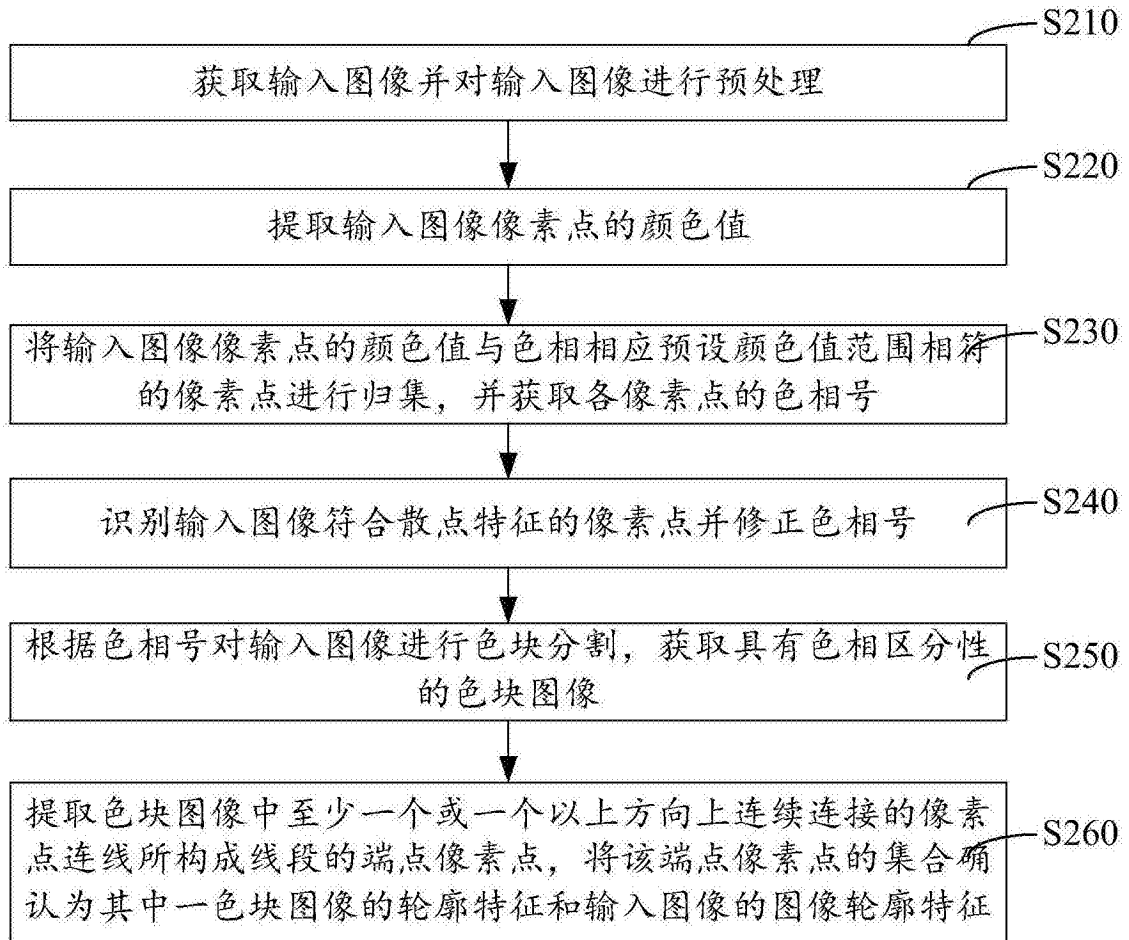 S210
获取输入图像并对输入图像进行预处理
S220
提取输入图像像素点的颜色值
S230
将输入图像像素点的颜色值与色相相应预设颜色值范围相符
的像素点进行归集，并获取各像素点的色相号
S240
识别输入图像符合散点特征的像素点并修正色相号
S250
根据色相号对输入图像进行色块分割，获取具有色相区分性
的色块图像
S260
提取色块图像中至少一个或一个以上方向上连续连接的像素
点连线所构成线段的端点像素点，将该端点像素点的集合确
认为其中一色块图像的轮廓特征和输入图像的图像轮廓特征